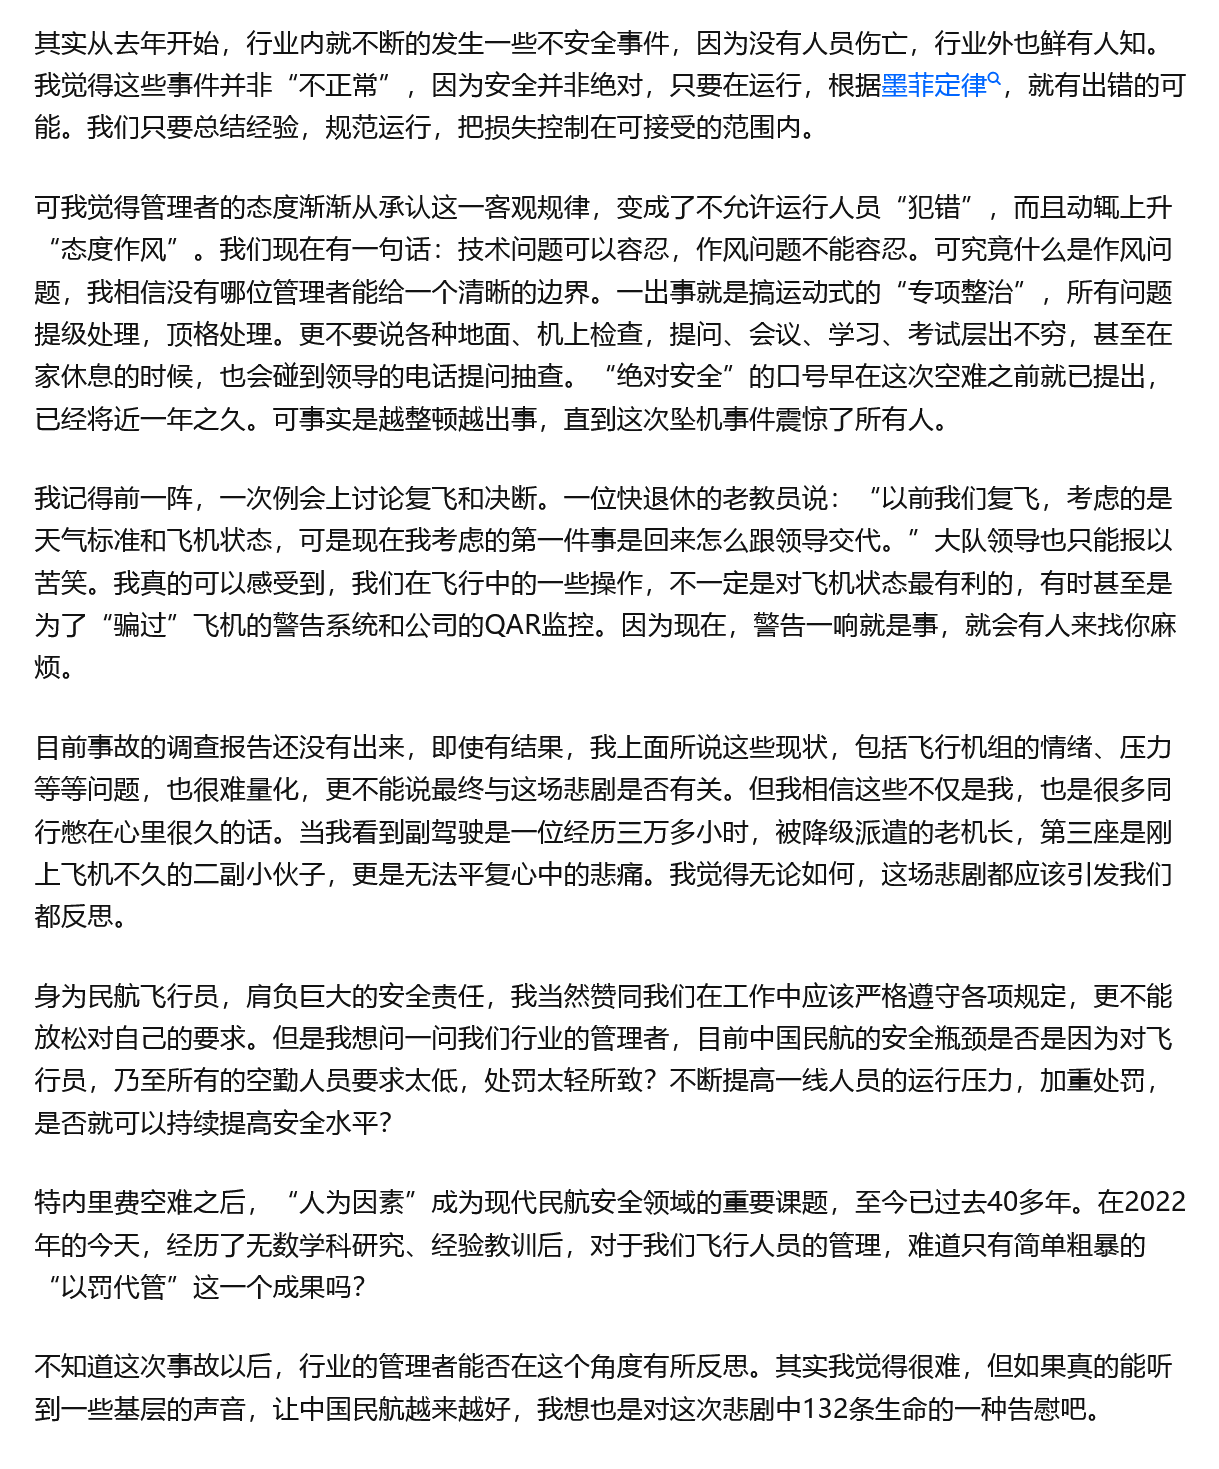 其实从去年开始，行业内就不断的发生一些不安全事件，因为没有人员伤亡，行业外也鲜有人知。
我觉得这些事件并非“不正常”，因为安全并非绝对，只要在运行，根据墨菲定律，就有出错的可
能。我们只要总结经验，规范运行，把损失控制在可接受的范围内。
可我觉得管理者的态度渐渐从承认这一客观规律，变成了不允许运行人员“犯错”，而且动辄上升
“态度作风”。我们现在有一句话：技术问题可以容忍，作风问题不能容忍。可究竟什么是作风问
题，我相信没有哪位管理者能给一个清晰的边界。一出事就是搞运动式的“专项整治”，所有问题
提级处理，顶格处理。更不要说各种地面、机上检查，提问、会议、学习、考试层出不穷，甚至在
家休息的时候，也会碰到领导的电话提问抽查。“绝对安全”的口号早在这次空难之前就已提出，
已经将近一年之久。可事实是越整顿越出事，直到这次坠机事件震惊了所有人。
我记得前一阵，一次例会上讨论复飞和决断。一位快退休的老教员说：“以前我们复飞，考虑的是
天气标准和飞机状态，可是现在我考虑的第一件事是回来怎么跟领导交代。”大队领导也只能报以
苦笑。我真的可以感受到，我们在飞行中的一些操作，不一定是对飞机状态最有利的，有时甚至是
为了“骗过”飞机的警告系统和公司的QAR监控。因为现在，警告一响就是事，就会有人来找你麻
烦。
目前事故的调查报告还没有出来，即使有结果，我上面所说这些现状，包括飞行机组的情绪、压力
等等问题，也很难量化，更不能说最终与这场悲剧是否有关。但我相信这些不仅是我，也是很多同
行憋在心里很久的话。当我看到副驾驶是一位经历三万多小时，被降级派遣的老机长，第三座是刚
上飞机不久的二副小伙子，更是无法平复心中的悲痛。我觉得无论如何，这场悲剧都应该引发我们
都反思。
身为民航飞行员，肩负巨大的安全责任，我当然赞同我们在工作中应该严格遵守各项规定，更不能
放松对自己的要求。但是我想问一问我们行业的管理者，目前中国民航的安全瓶颈是否是因为对飞
行员，乃至所有的空勤人员要求太低，处罚太轻所致？不断提高一线人员的运行压力，加重处罚，
是否就可以持续提高安全水平？
特内里费空难之后，“人为因素”成为现代民航安全领域的重要课题，至今已过去40多年。在2022
年的今天，经历了无数学科研究、经验教训后，对于我们飞行人员的管理，难道只有简单粗暴的
“以罚代管”这一个成果吗？
不知道这次事故以后，行业的管理者能否在这个角度有所反思。其实我觉得很难，但如果真的能听
到一些基层的声音，让中国民航越来越好，我想也是对这次悲剧中132条生命的一种告慰吧。